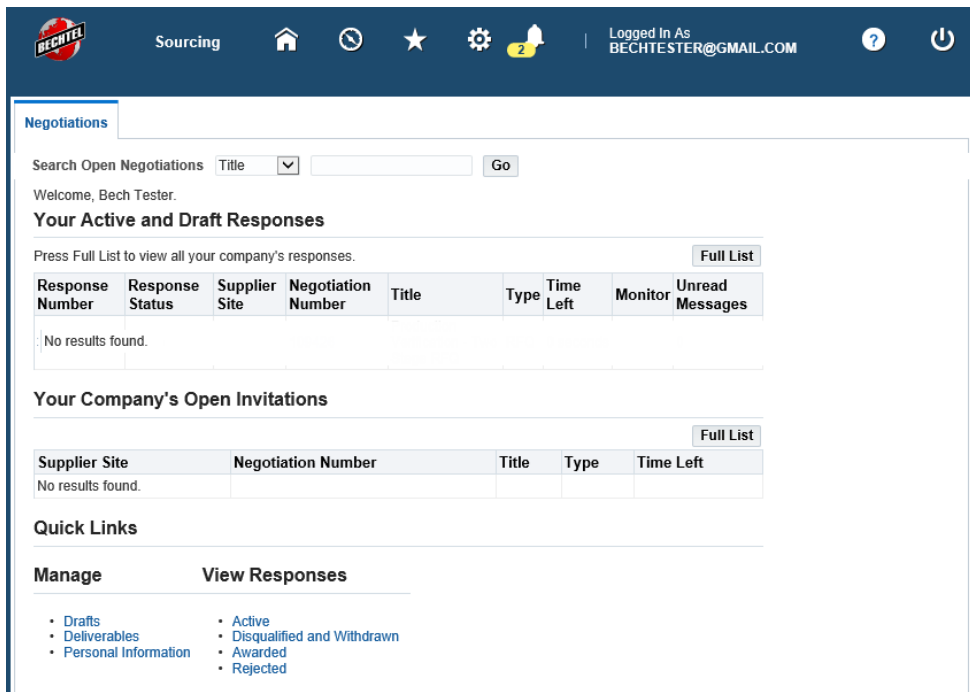 BECHTEL
Sourcing
2
Logged In As
BECHTESTER@GMAIL.COM
?
Negotiations
Search Open Negotiations Title Go
Welcome, Bech Tester.
Your Active and Draft Responses
Press Full List to view all your company's responses. Full List
Response Number Response Status Supplier Site Negotiation Number Title Type Time Left Monitor Unread Messages
No results found.
Your Company's Open Invitations
Full List
Supplier Site Negotiation Number Title Type Time Left
No results found.
Quick Links
Manage View Responses
• Drafts • Active
• Deliverables • Disqualified and Withdrawn
• Personal Information • Awarded
• Rejected